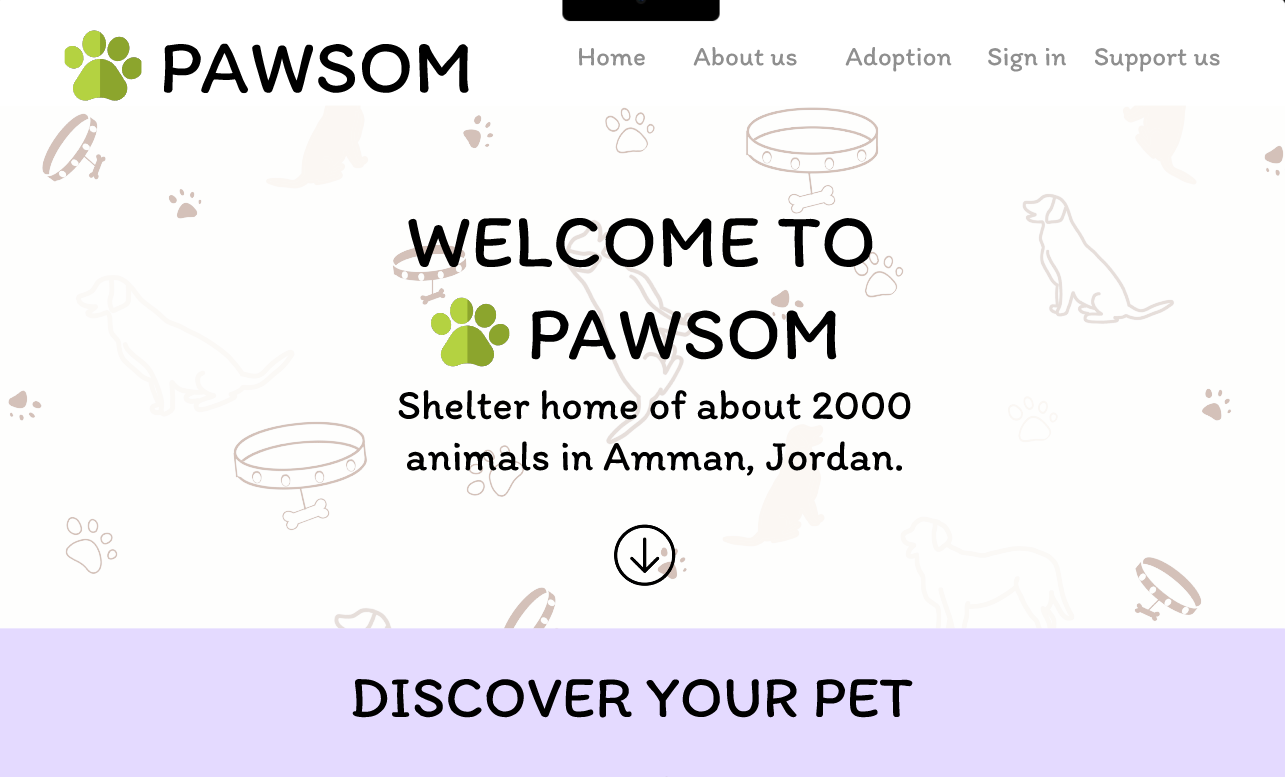 PAWSOM
Home About us Adoption Sign in Support us
WELCOME TO
PAWSOM
Shelter home of about 2000
animals in Amman, Jordan.
DISCOVER YOUR PET